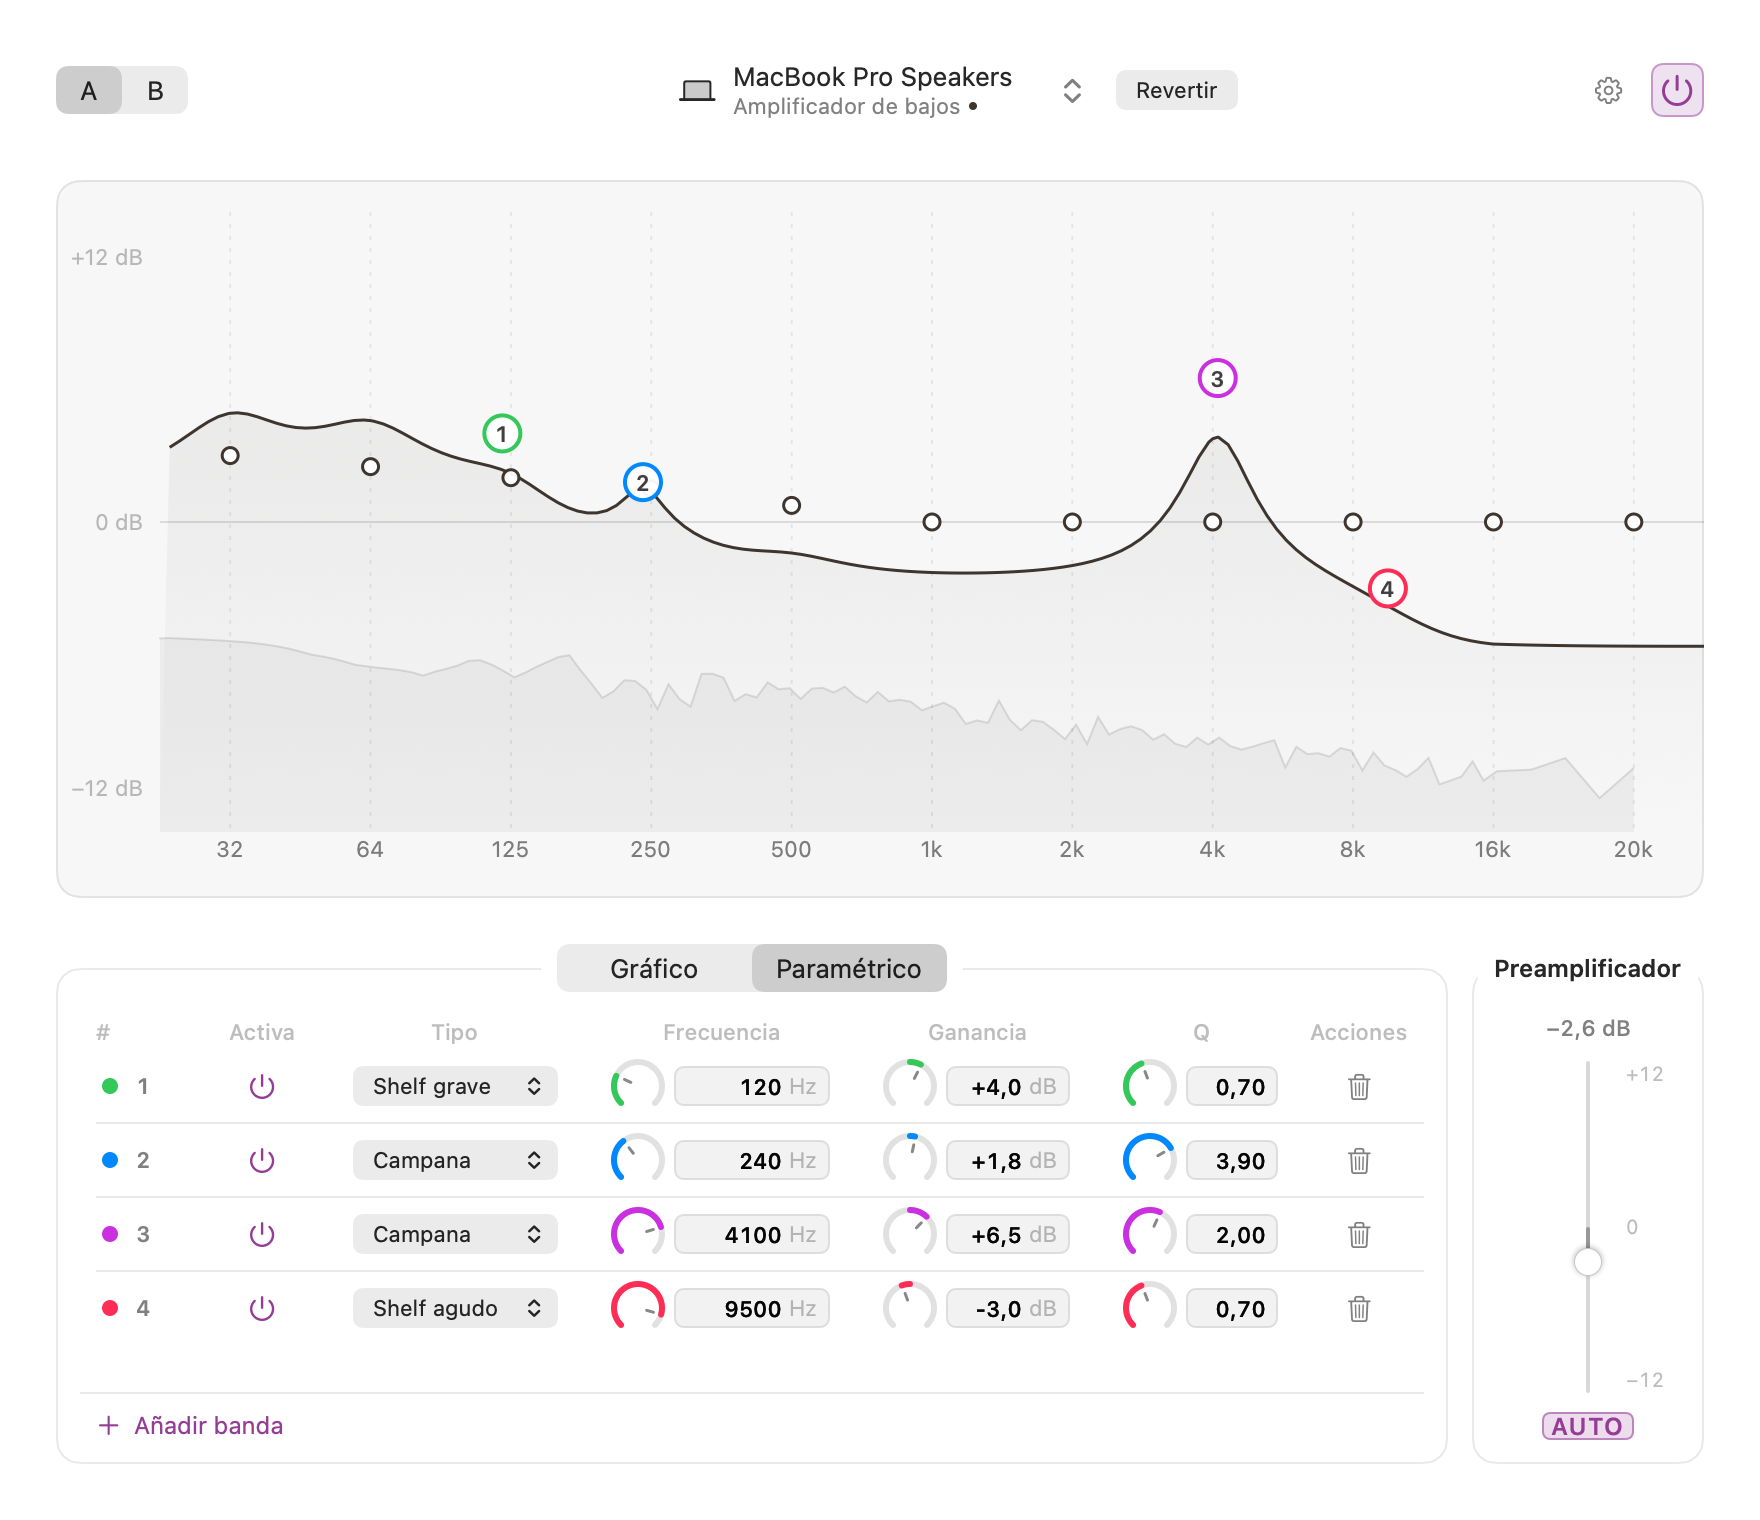 A B
MacBook Pro Speakers
Amplificador de bajos •
Revertir
+12 dB
0 dB
−12 dB
1
2
3
4
32 64 125 250 500 1k 2k 4k 8k 16k 20k
Gráfico Paramétrico
# Activa Tipo Frecuencia Ganancia Q Acciones
1 Shelf grave 120 Hz +4,0 dB 0,70
2 Campana 240 Hz +1,8 dB 3,90
3 Campana 4100 Hz +6,5 dB 2,00
4 Shelf agudo 9500 Hz -3,0 dB 0,70
+ Añadir banda
Preamplificador
−2,6 dB
+12
0
−12
AUTO